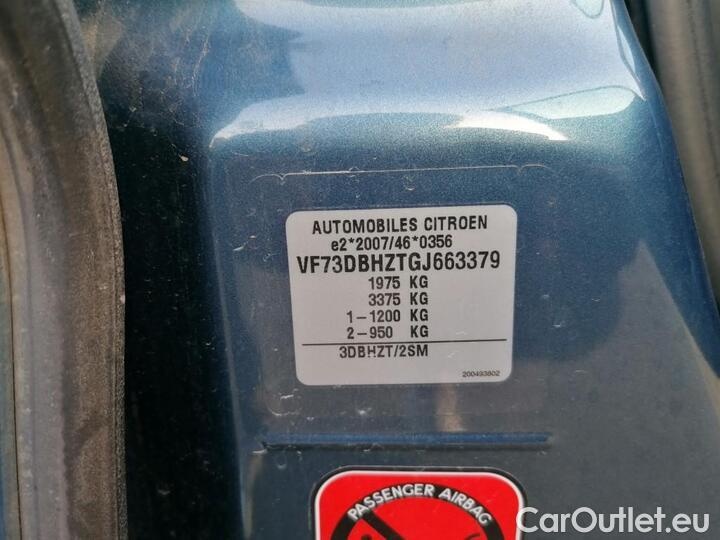 AUTOMOBILES CITROEN
e2*2007/46*0356
VF73DBHZTGJ663379
1975 KG
3375 KG
1-1200 KG
2-950 KG
3DBHZT/2SM
200493802
PASSENGER AIRBAG
CarOutlet.eu